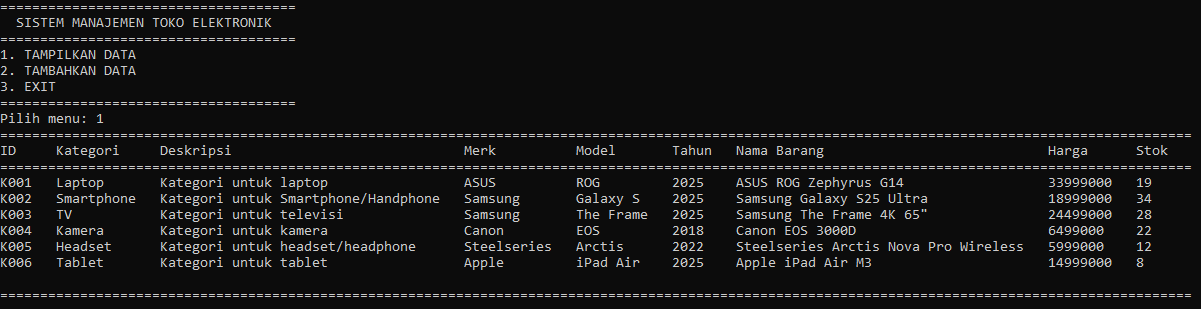 =====================================
  SISTEM MANAJEMEN TOKO ELEKTRONIK
=====================================
1. TAMPILKAN DATA
2. TAMBAHKAN DATA
3. EXIT
=====================================
Pilih menu: 1
=====================================================================================================================================================
ID     Kategori     Deskripsi                             Merk          Model       Tahun   Nama Barang                            Harga      Stok
=====================================================================================================================================================
K001   Laptop       Kategori untuk laptop                 ASUS          ROG         2025    ASUS ROG Zephyrus G14                  33999000   19
K002   Smartphone   Kategori untuk Smartphone/Handphone   Samsung       Galaxy S    2025    Samsung Galaxy S25 Ultra               18999000   34
K003   TV           Kategori untuk televisi               Samsung       The Frame   2025    Samsung The Frame 4K 65"               24499000   28
K004   Kamera       Kategori untuk kamera                 Canon         EOS         2018    Canon EOS 3000D                        6499000    22
K005   Headset      Kategori untuk headset/headphone      Steelseries   Arctis      2022    Steelseries Arctis Nova Pro Wireless   5999000    12
K006   Tablet       Kategori untuk tablet                 Apple         iPad Air    2025    Apple iPad Air M3                      14999000   8
=====================================================================================================================================================